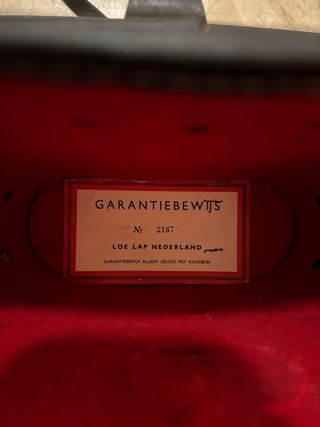 GARANTIEBEWIJS
№ 2167
LOE LAP NEDERLAND
GARANTIEBEWIJS ALLEEN GELDIG MET KOOPBON